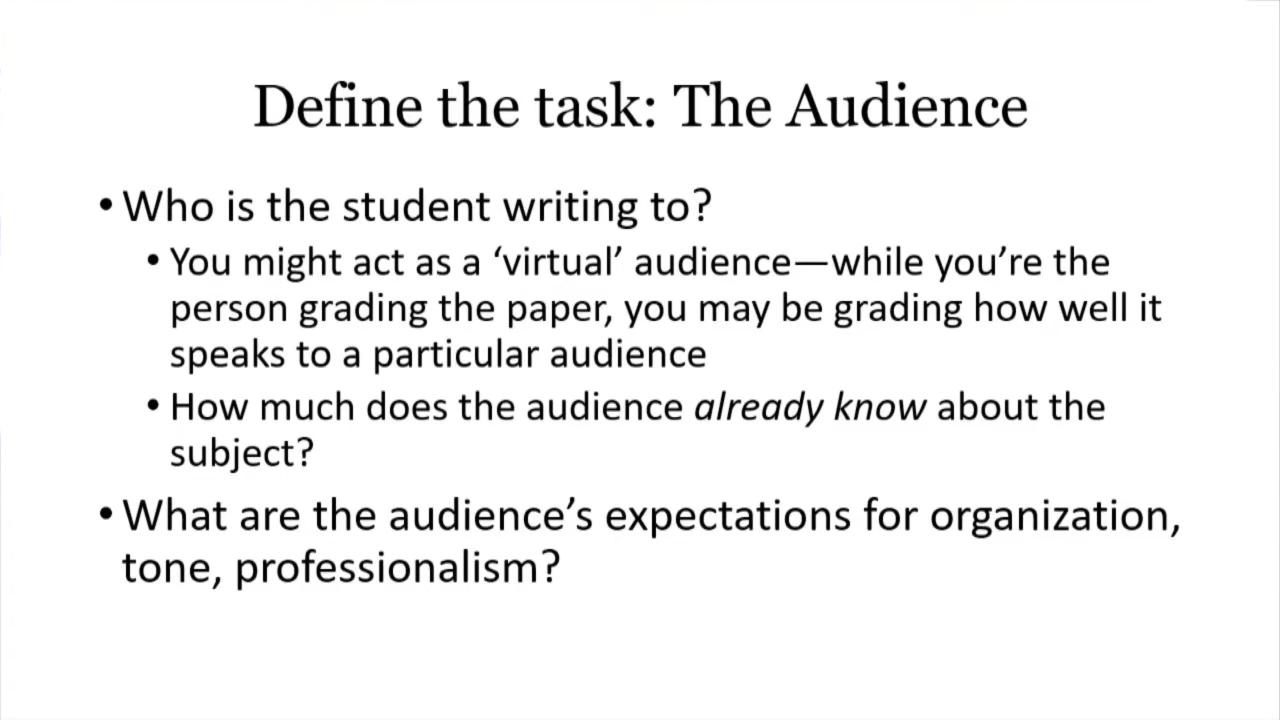 Define the task: The Audience
• Who is the student writing to?
• You might act as a ‘virtual’ audience—while you’re the
person grading the paper, you may be grading how well it
speaks to a particular audience
• How much does the audience already know about the
subject?
• What are the audience’s expectations for organization,
tone, professionalism?